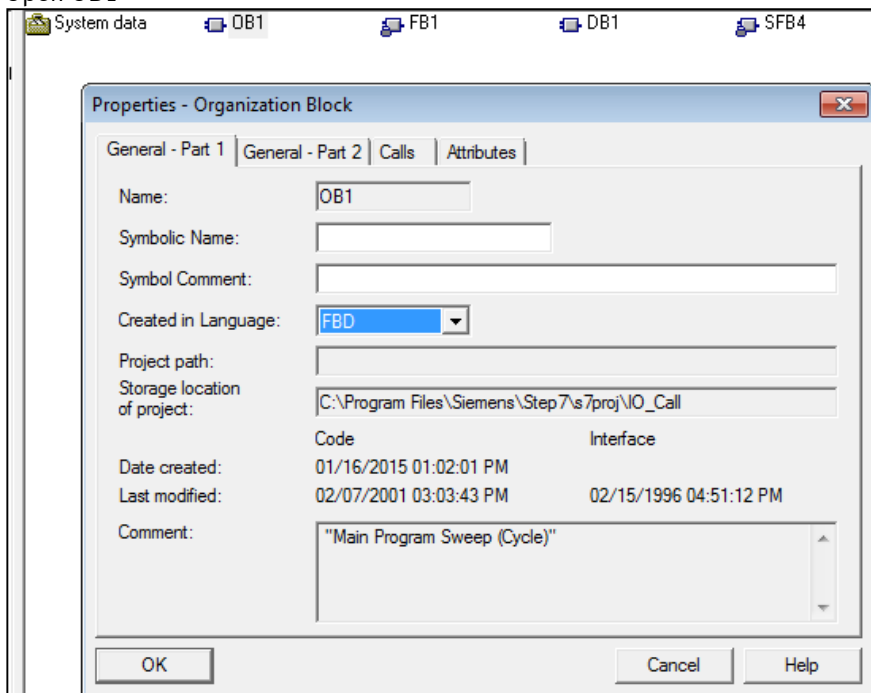 Open OB1
System data OB1 FB1 DB1 SFB4
Properties - Organization Block
General - Part 1 General - Part 2 Calls Attributes
Name: OB1
Symbolic Name:
Symbol Comment:
Created in Language: FBD
Project path:
Storage location
of project: C:\Program Files\Siemens\Step7\s7proj\IO_Call
Code Interface
Date created: 01/16/2015 01:02:01 PM
Last modified: 02/07/2001 03:03:43 PM 02/15/1996 04:51:12 PM
Comment: "Main Program Sweep (Cycle)"
OK Cancel Help